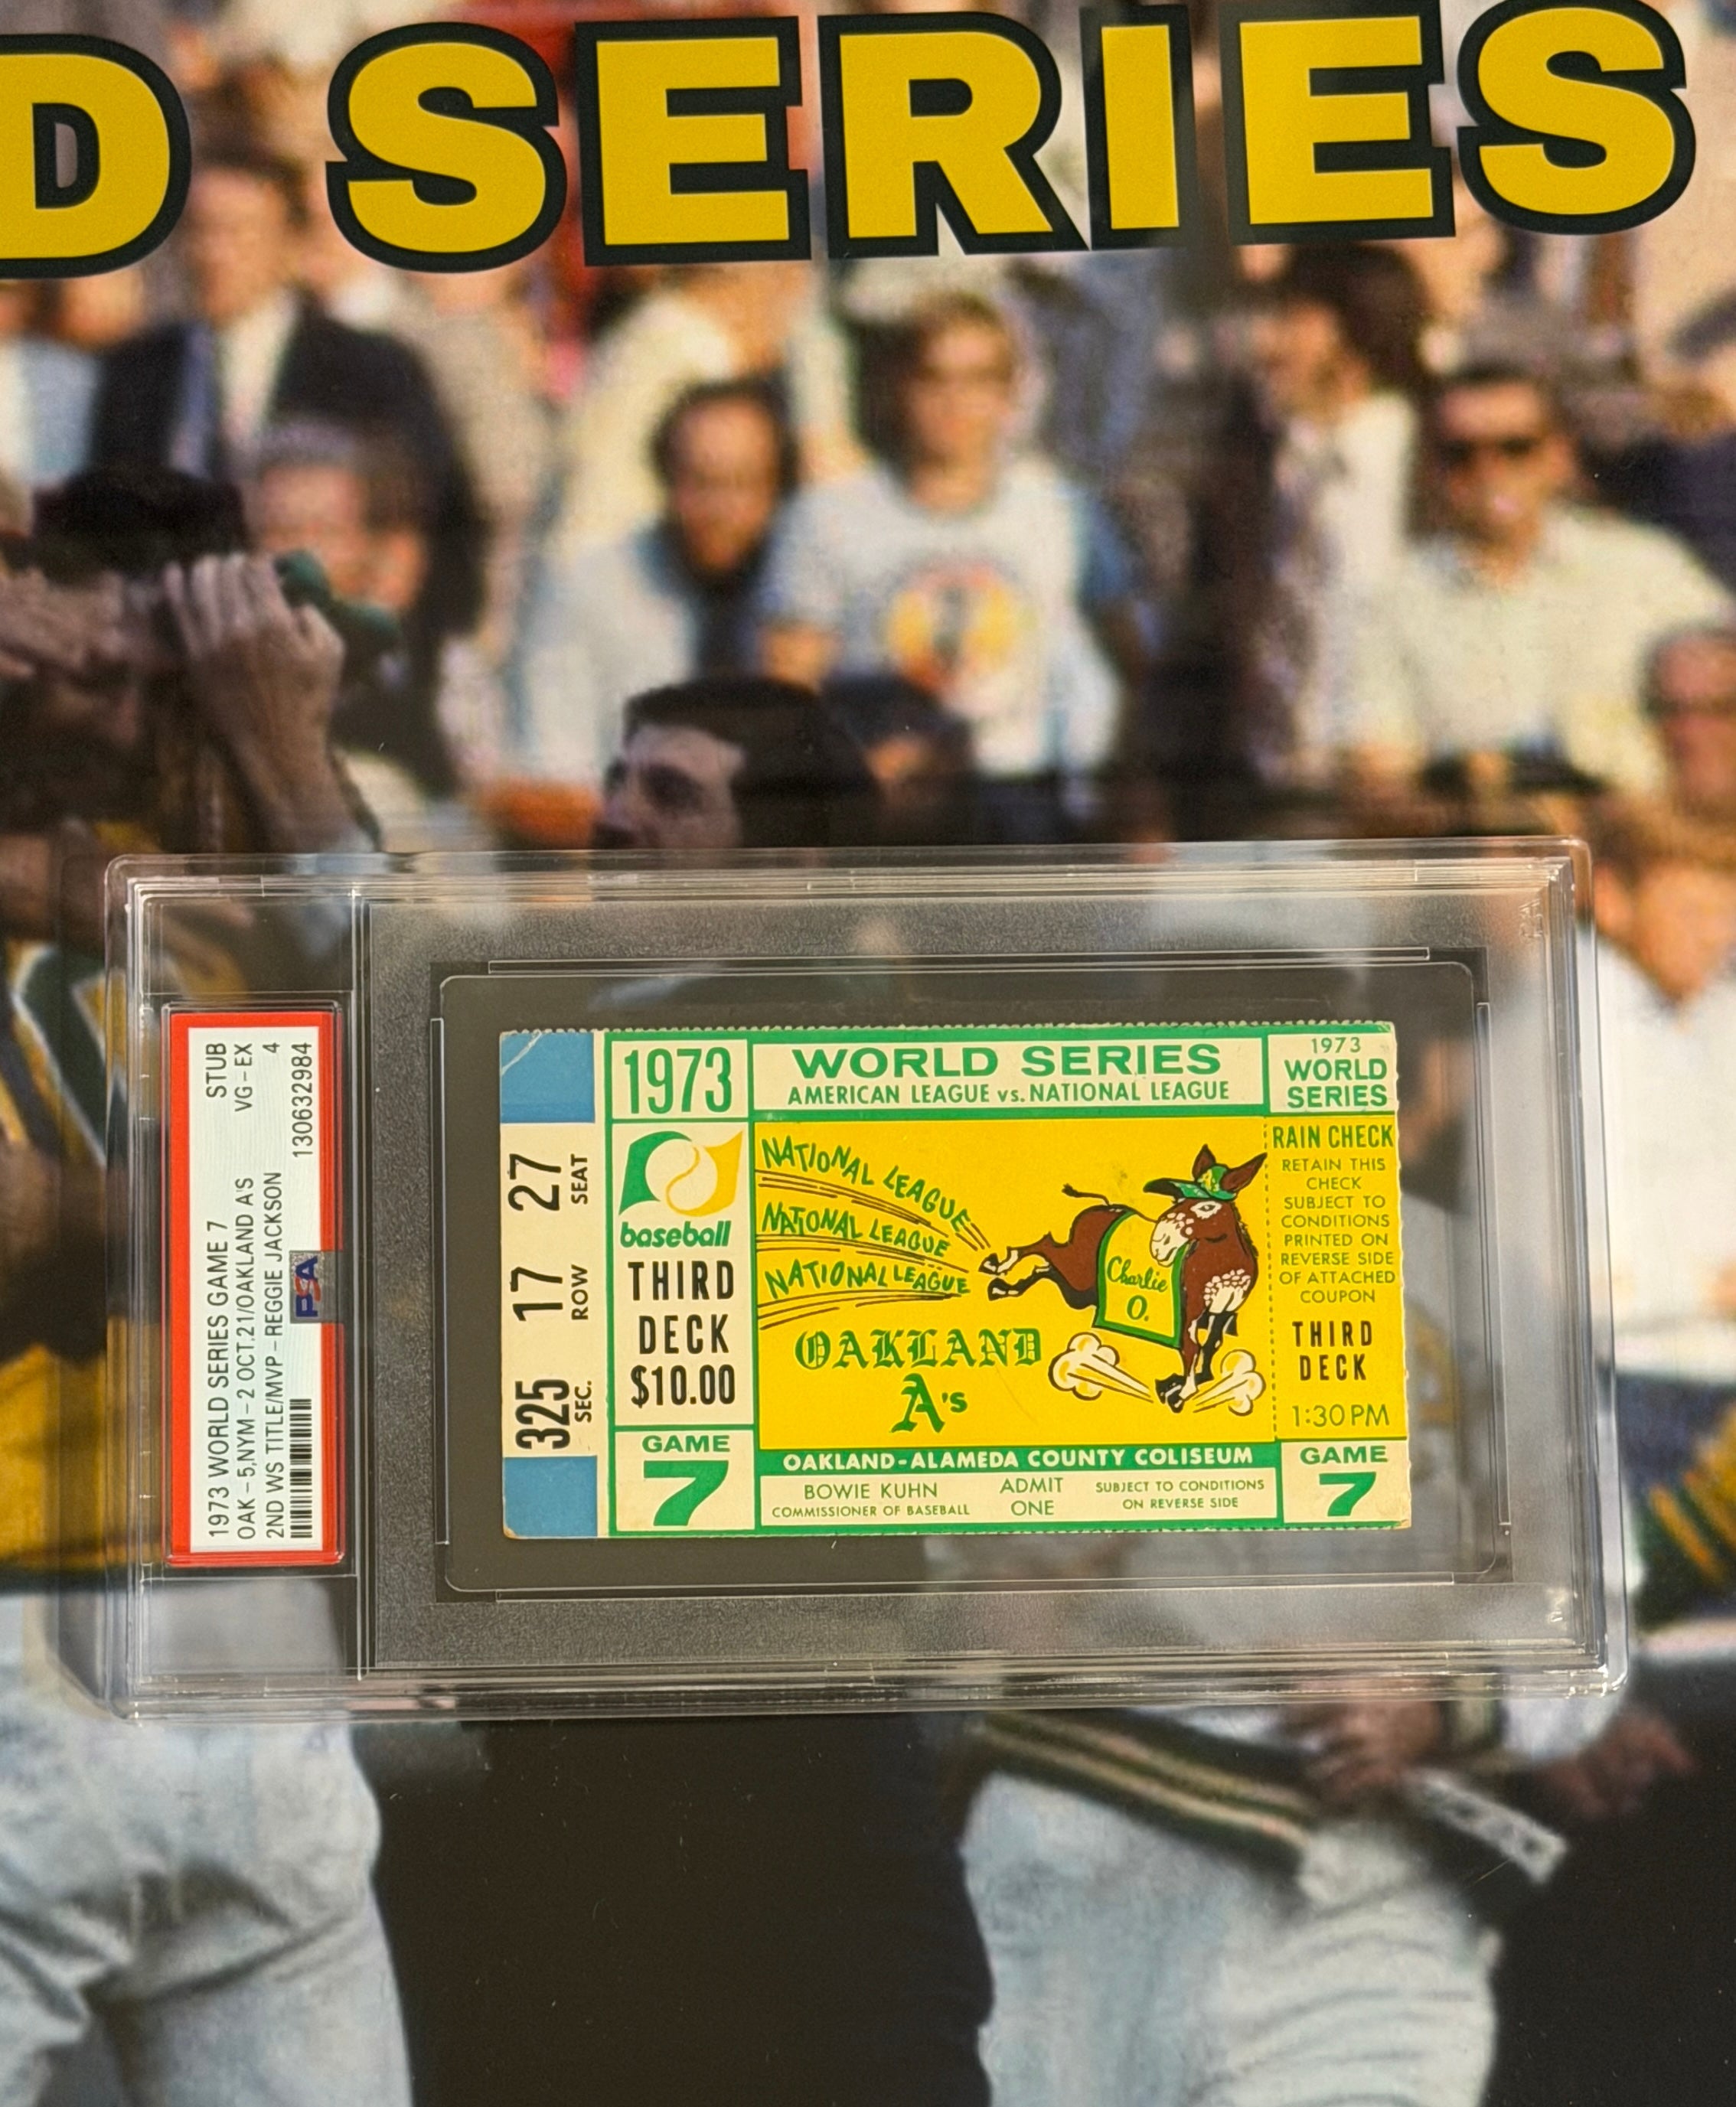 D SERIES
1973 WORLD SERIES GAME 7 STUB
OAK-5,NYM-2 OCT.21/OAKLAND A'S VG-EX
2ND WS TITLE/MVP-REGGIE JACKSON 4
130632984
PSA
325 SEC.
17 ROW
27 SEAT
1973
baseball
THIRD
DECK
$10.00
GAME
7
WORLD SERIES
AMERICAN LEAGUE vs. NATIONAL LEAGUE
NATIONAL LEAGUE
NATIONAL LEAGUE
NATIONAL LEAGUE
Charlie
O.
OAKLAND
A's
OAKLAND-ALAMEDA COUNTY COLISEUM
BOWIE KUHN
COMMISSIONER OF BASEBALL
ADMIT
ONE
SUBJECT TO CONDITIONS
ON REVERSE SIDE
1973
WORLD
SERIES
RAIN CHECK
RETAIN THIS
CHECK
SUBJECT TO
CONDITIONS
PRINTED ON
REVERSE SIDE
OF ATTACHED
COUPON
THIRD
DECK
1:30 PM
GAME
7